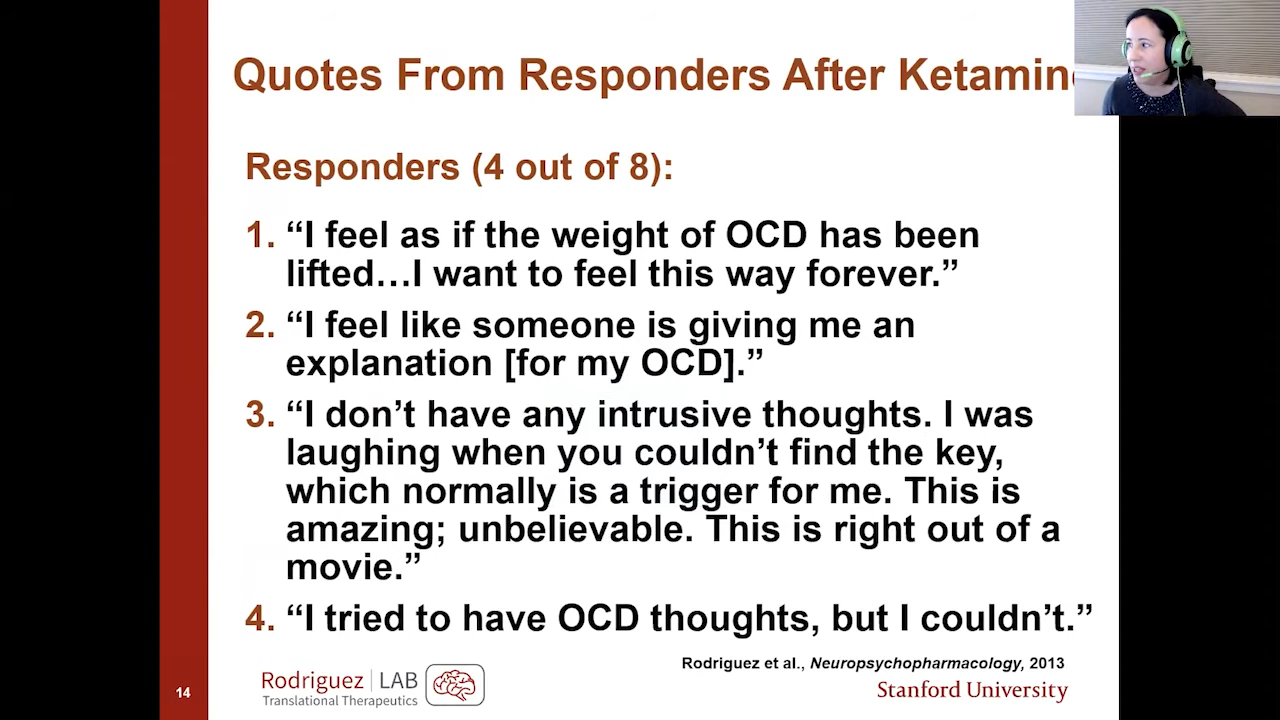 Quotes From Responders After Ketamin
Responders (4 out of 8):
1. “I feel as if the weight of OCD has been
lifted…I want to feel this way forever.”
2. “I feel like someone is giving me an
explanation [for my OCD].”
3. “I don’t have any intrusive thoughts. I was
laughing when you couldn’t find the key,
which normally is a trigger for me. This is
amazing; unbelievable. This is right out of a
movie.”
4. “I tried to have OCD thoughts, but I couldn’t.”
Rodriguez et al., Neuropsychopharmacology, 2013
14
Rodriguez | LAB
Translational Therapeutics
Stanford University